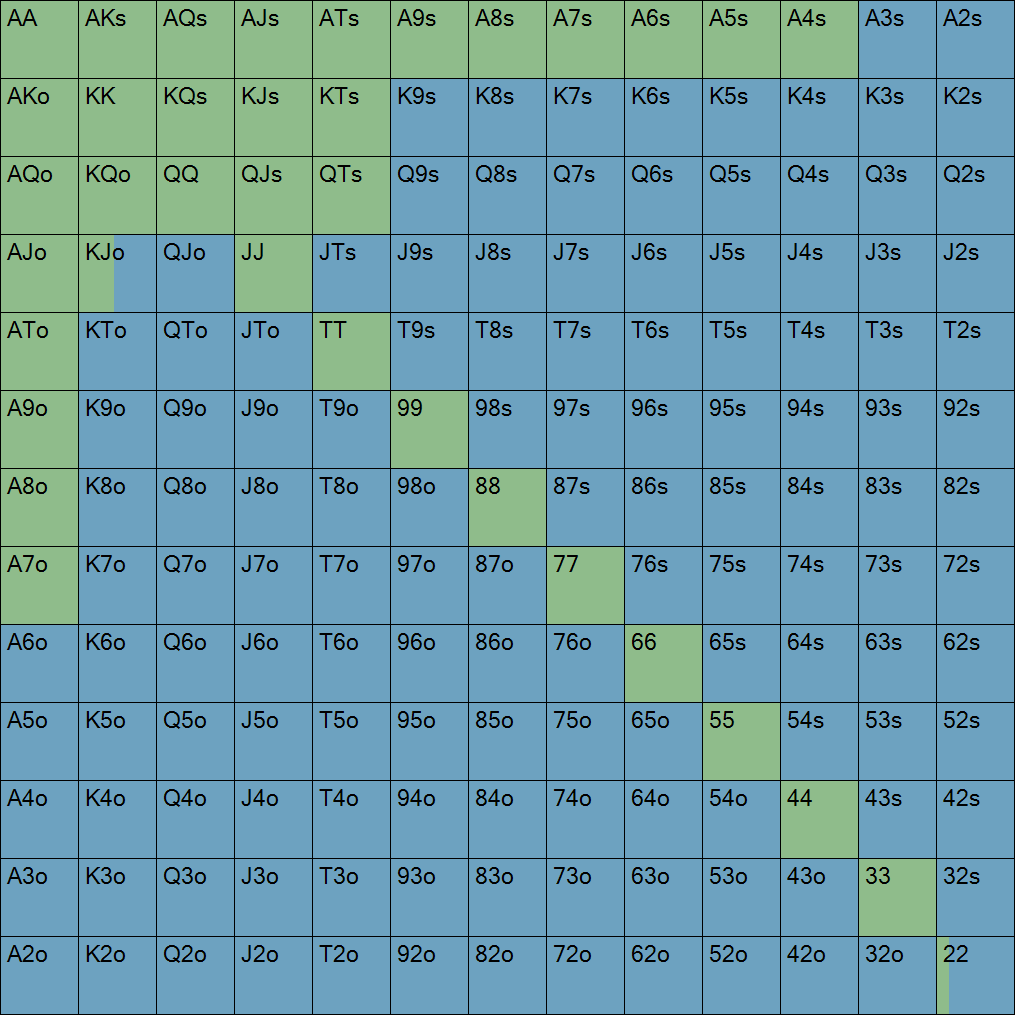 AA AKs AQs AJs ATs A9s A8s A7s A6s A5s A4s A3s A2s
AKo KK KQs KJs KTs K9s K8s K7s K6s K5s K4s K3s K2s
AQo KQo QQ QJs QTs Q9s Q8s Q7s Q6s Q5s Q4s Q3s Q2s
AJo KJo QJo JJ JTs J9s J8s J7s J6s J5s J4s J3s J2s
ATo KTo QTo JTo TT T9s T8s T7s T6s T5s T4s T3s T2s
A9o K9o Q9o J9o T9o 99 98s 97s 96s 95s 94s 93s 92s
A8o K8o Q8o J8o T8o 98o 88 87s 86s 85s 84s 83s 82s
A7o K7o Q7o J7o T7o 97o 87o 77 76s 75s 74s 73s 72s
A6o K6o Q6o J6o T6o 96o 86o 76o 66 65s 64s 63s 62s
A5o K5o Q5o J5o T5o 95o 85o 75o 65o 55 54s 53s 52s
A4o K4o Q4o J4o T4o 94o 84o 74o 64o 54o 44 43s 42s
A3o K3o Q3o J3o T3o 93o 83o 73o 63o 53o 43o 33 32s
A2o K2o Q2o J2o T2o 92o 82o 72o 62o 52o 42o 32o 22